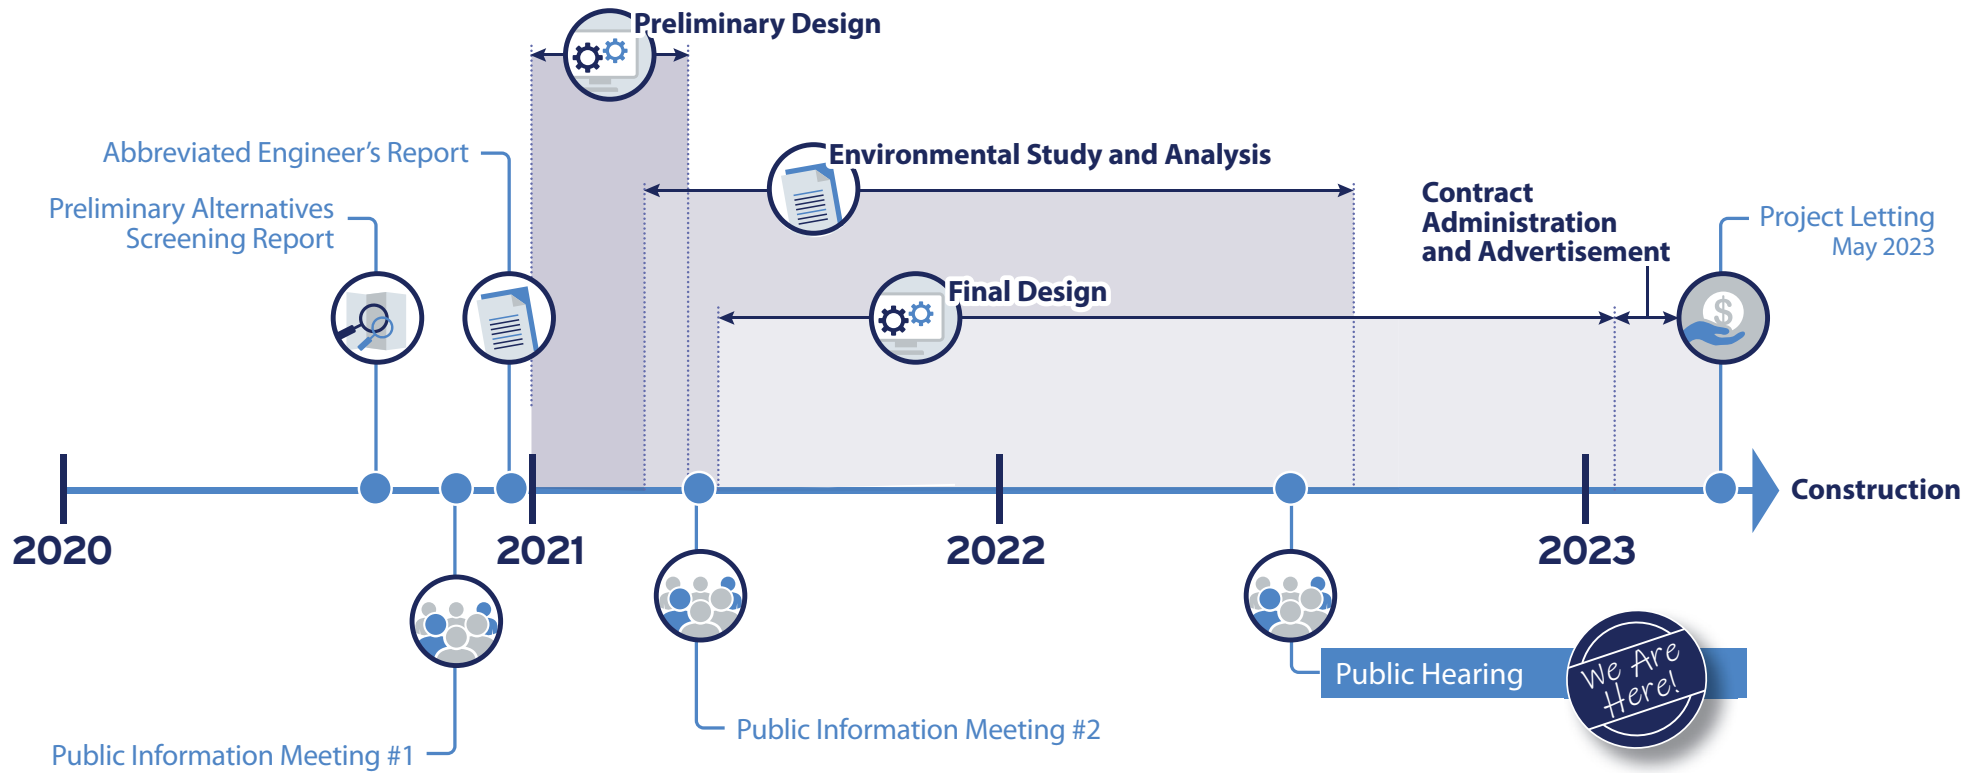 Preliminary Design
Abbreviated Engineer's Report
Environmental Study and Analysis
Preliminary Alternatives
Screening Report
Contract
Administration
and Advertisement
Project Letting
May 2023
Final Design
$
Construction
2020
2021
2022
2023
Public Hearing
We Are
Here!
Public Information Meeting #2
Public Information Meeting #1